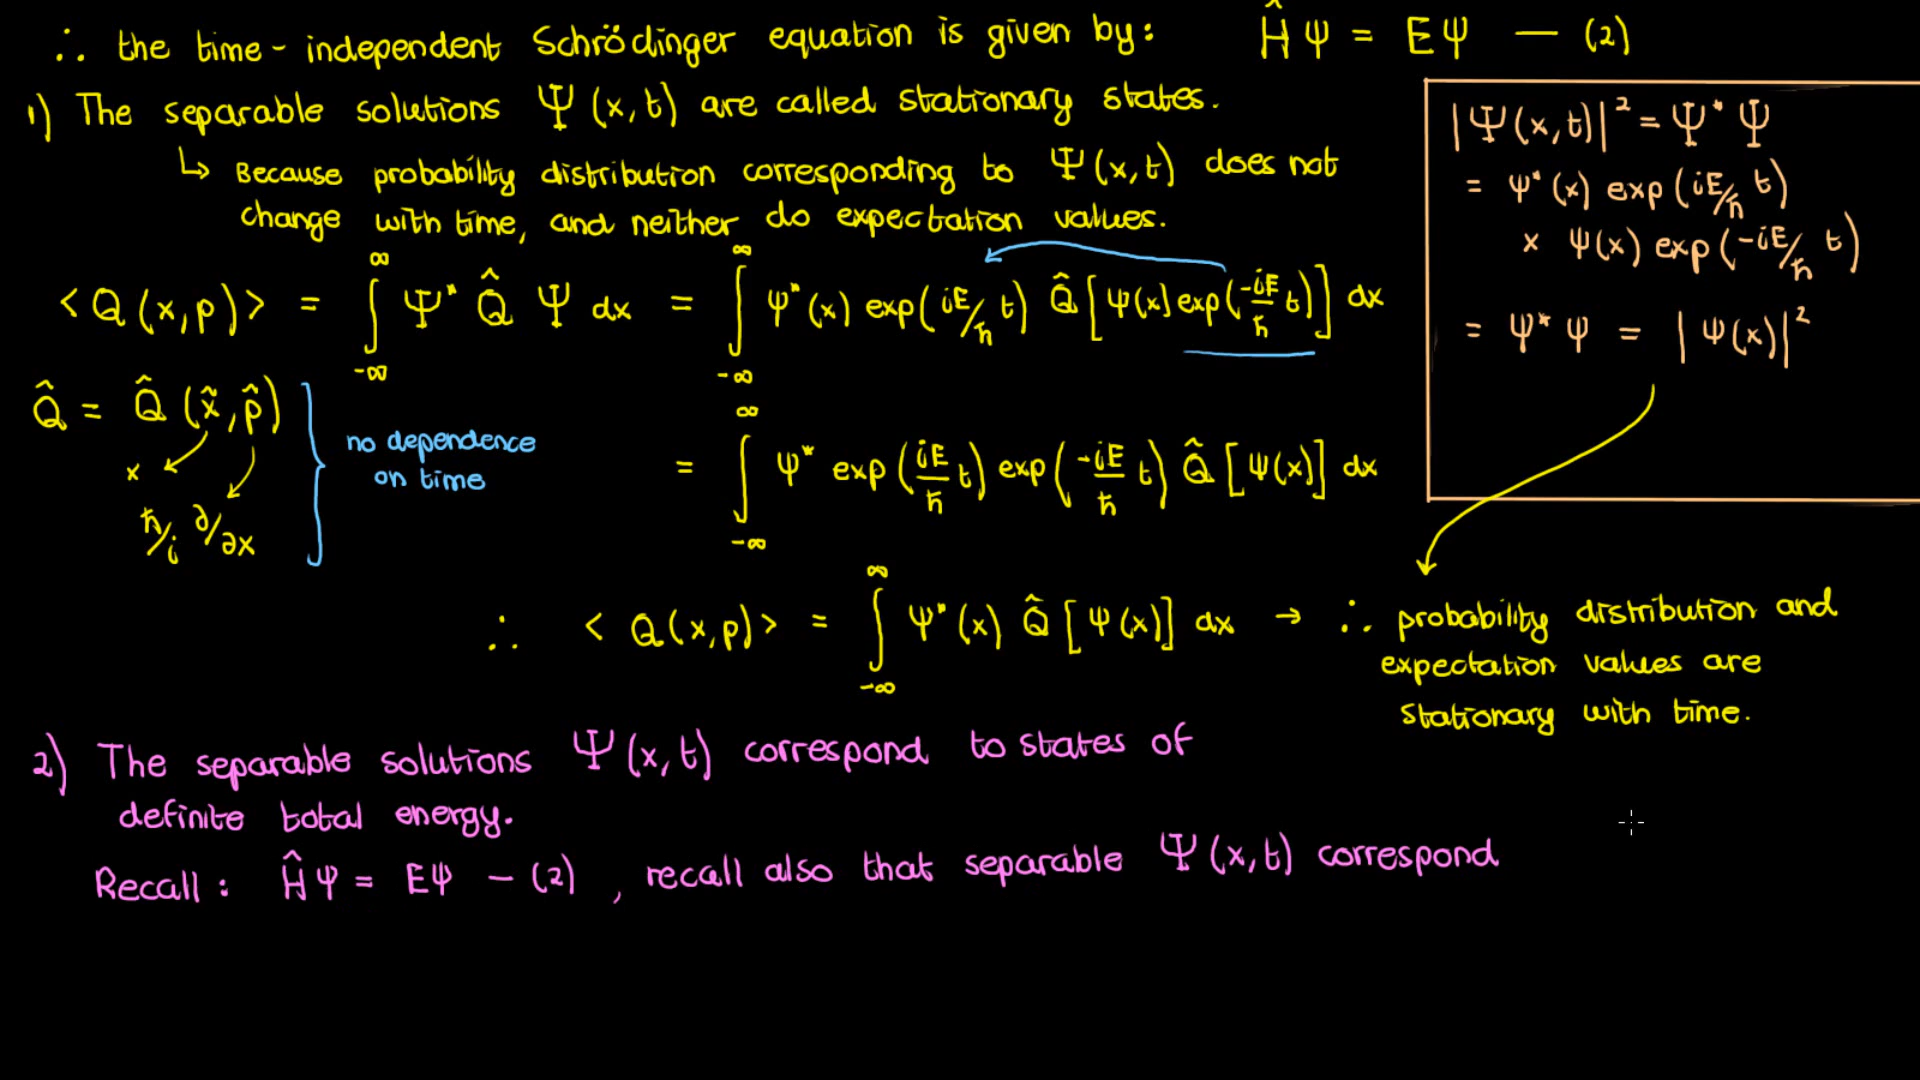 ∴ the time-independent Schrödinger equation is given by: Ĥψ = Eψ — (2)
1) The separable solutions Ψ(x,t) are called stationary states.
↳ Because probability distribution corresponding to Ψ(x,t) does not
change with time, and neither do expectation values.
|Ψ(x,t)|² = Ψ* Ψ
= ψ*(x) exp(iE/ħ t)
× ψ(x) exp(-iE/ħ t)
= ψ* ψ = |ψ(x)|²
<Q(x,p)> = ∫_{-∞}^{∞} Ψ* Q̂ Ψ dx = ∫_{-∞}^{∞} ψ*(x) exp(iE/ħ t) Q̂ [ψ(x) exp(-iE/ħ t)] dx
Q̂ = Q̂ (x̃, p̂)
x
ħ/i ∂/∂x
no dependence
on time
= ∫_{-∞}^{∞} ψ* exp(iE/ħ t) exp(-iE/ħ t) Q̂ [ψ(x)] dx
∴ <Q(x,p)> = ∫_{-∞}^{∞} ψ*(x) Q̂ [ψ(x)] dx → ∴ probability distribution and
expectation values are
stationary with time.
2) The separable solutions Ψ(x,t) correspond to states of
definite total energy.
Recall: Ĥψ = Eψ – (2), recall also that separable Ψ(x,t) correspond